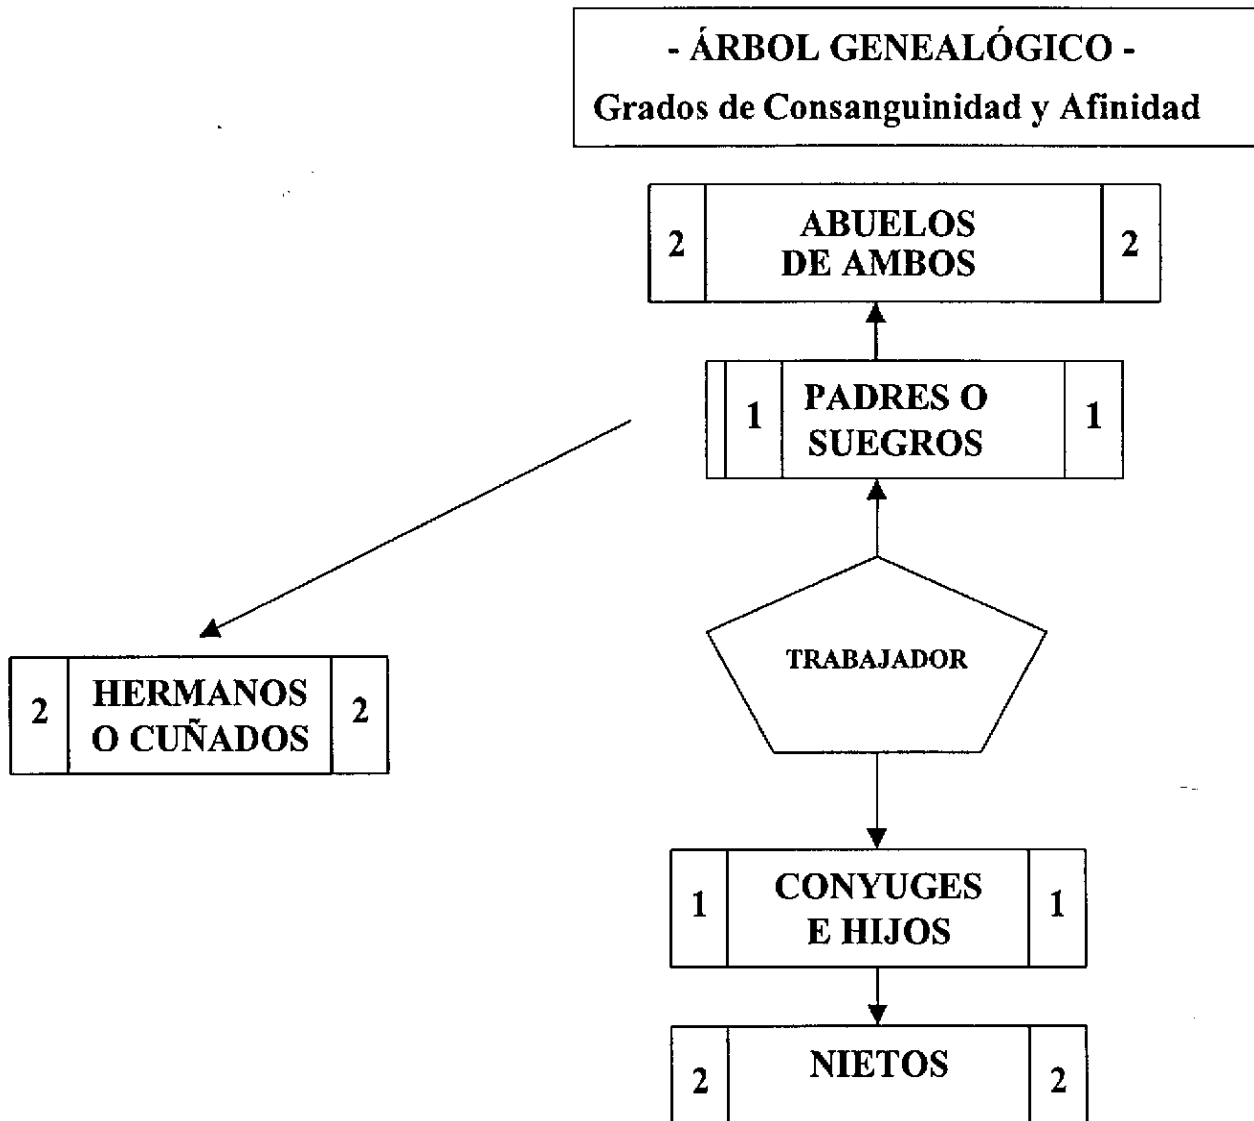 - ÁRBOL GENEALÓGICO -
Grados de Consanguinidad y Afinidad
2 ABUELOS DE AMBOS 2
1 PADRES O SUEGROS 1
TRABAJADOR
2 HERMANOS O CUÑADOS 2
1 CONYUGES E HIJOS 1
2 NIETOS 2